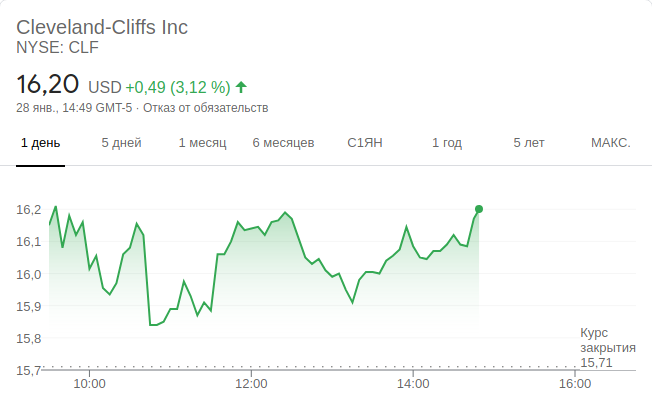 Cleveland-Cliffs Inc
NYSE: CLF
16,20 USD +0,49 (3,12 %)
28 янв., 14:49 GMT-5 · Отказ от обязательств
1 день 5 дней 1 месяц 6 месяцев С1ЯН 1 год 5 лет МАКС.
16,2
16,1
16,0
15,9
15,8
15,7
Курс
закрытия
15,71
10:00 12:00 14:00 16:00